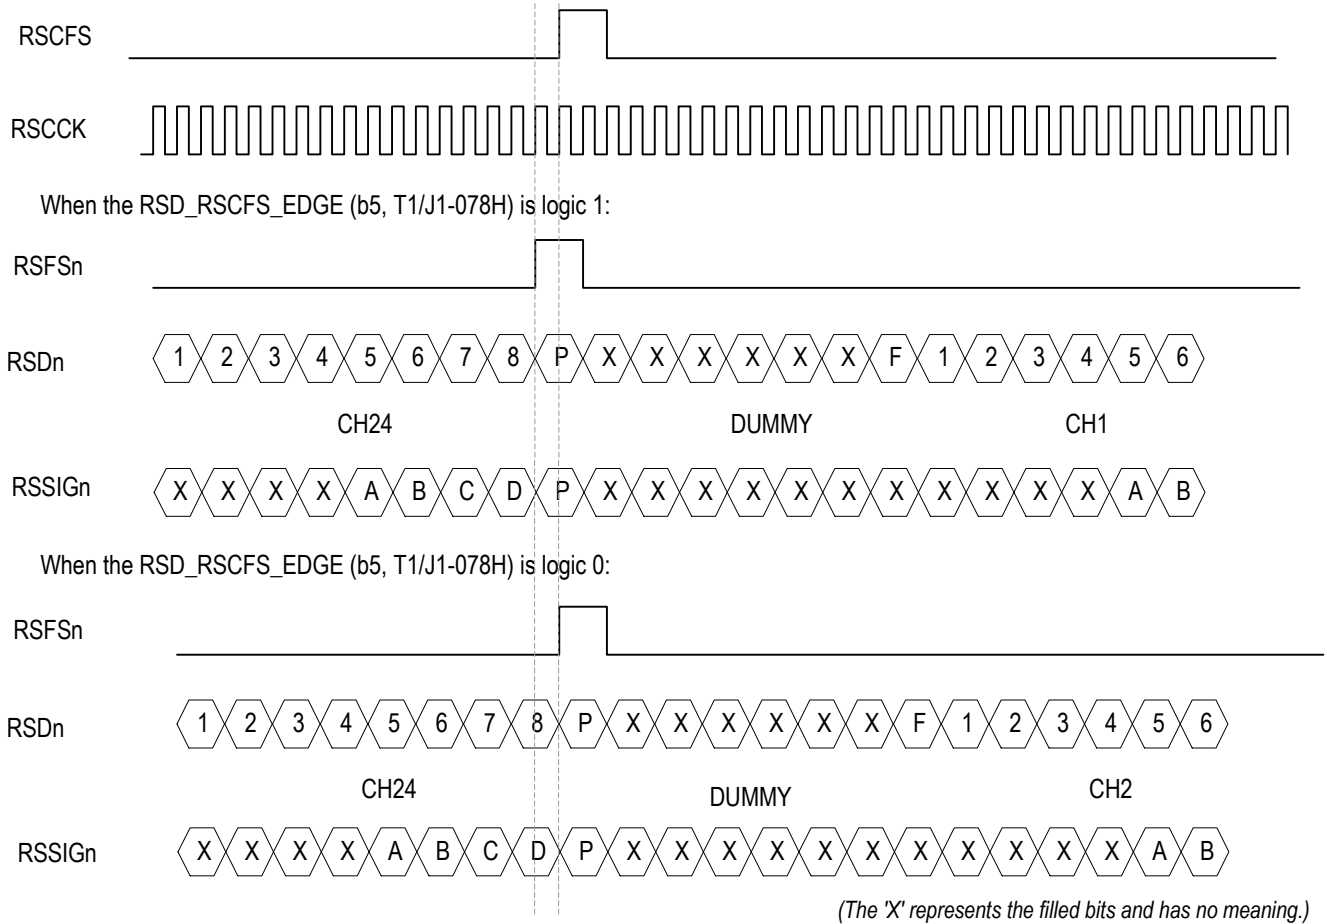 RSCFS
RSCCK
When the RSD_RSCFS_EDGE (b5, T1/J1-078H) is logic 1:
RSFSn
RSDn 1 2 3 4 5 6 7 8 P X X X X X X F 1 2 3 4 5 6
CH24 DUMMY CH1
RSSIGn X X X X A B C D P X X X X X X X X X X X A B
When the RSD_RSCFS_EDGE (b5, T1/J1-078H) is logic 0:
RSFSn
RSDn 1 2 3 4 5 6 7 8 P X X X X X X F 1 2 3 4 5 6
CH24 DUMMY CH2
RSSIGn X X X X A B C D P X X X X X X X X X X X A B
(The 'X' represents the filled bits and has no meaning.)